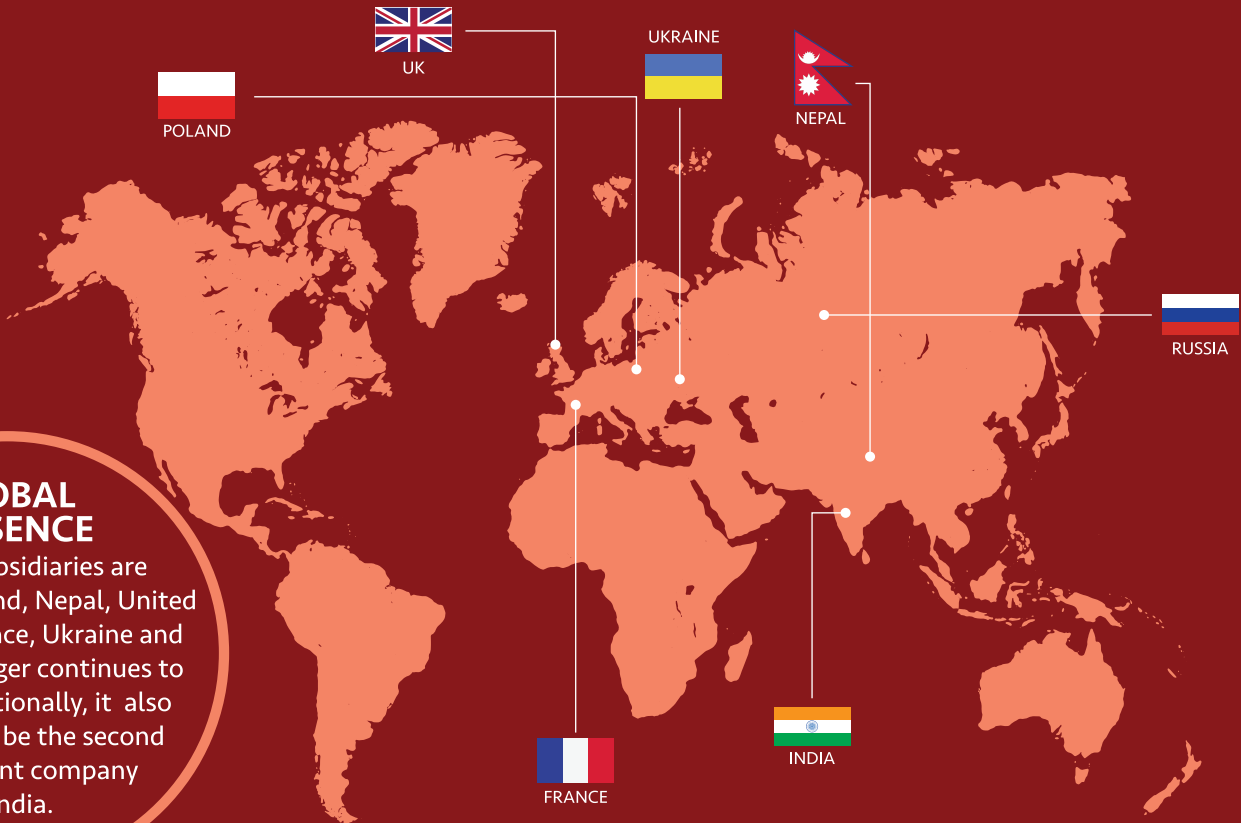 UK
UKRAINE
POLAND
NEPAL
RUSSIA
OBAL
SENCE
osidiaries are
nd, Nepal, United
nce, Ukraine and
ger continues to
tionally, it also
be the second
nt company
ndia.
INDIA
FRANCE